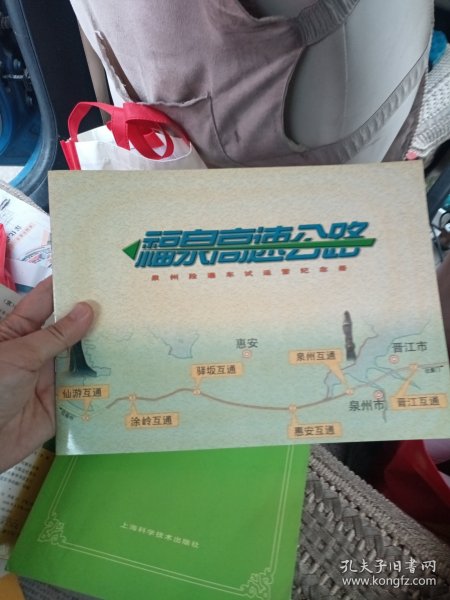 福泉高速公路
泉州段通车试运营纪念册
惠安
泉州互通
晋江市
驿坂互通
仙游互通
涂岭互通
泉州市
晋江互通
惠安互通
上海科学技术出版社
孔夫子旧书网
www.kongfz.com